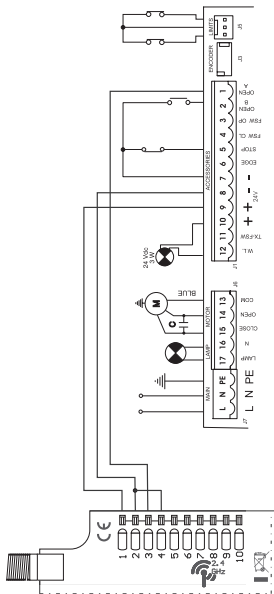 LIMITS
J5
ENCODER
J3
ACCESSORIES
1 OPEN A
2 OPEN B
3 FSW OP
4 FSW CL
5 STOP
6 EDGE
7 -
8 -
24V
9 +
10 +
11 TX-FSW
12 W.L.
J1
24 Vdc
3 W
BLUE
M
C
MOTOR
J6
13 COM
14 OPEN
15 CLOSE
16 N
17 LAMP
LAMP
MAIN
L N PE
L N PE
J7
CE
1
2
3
4
5
6
7
8
9
10
2.4
GHz